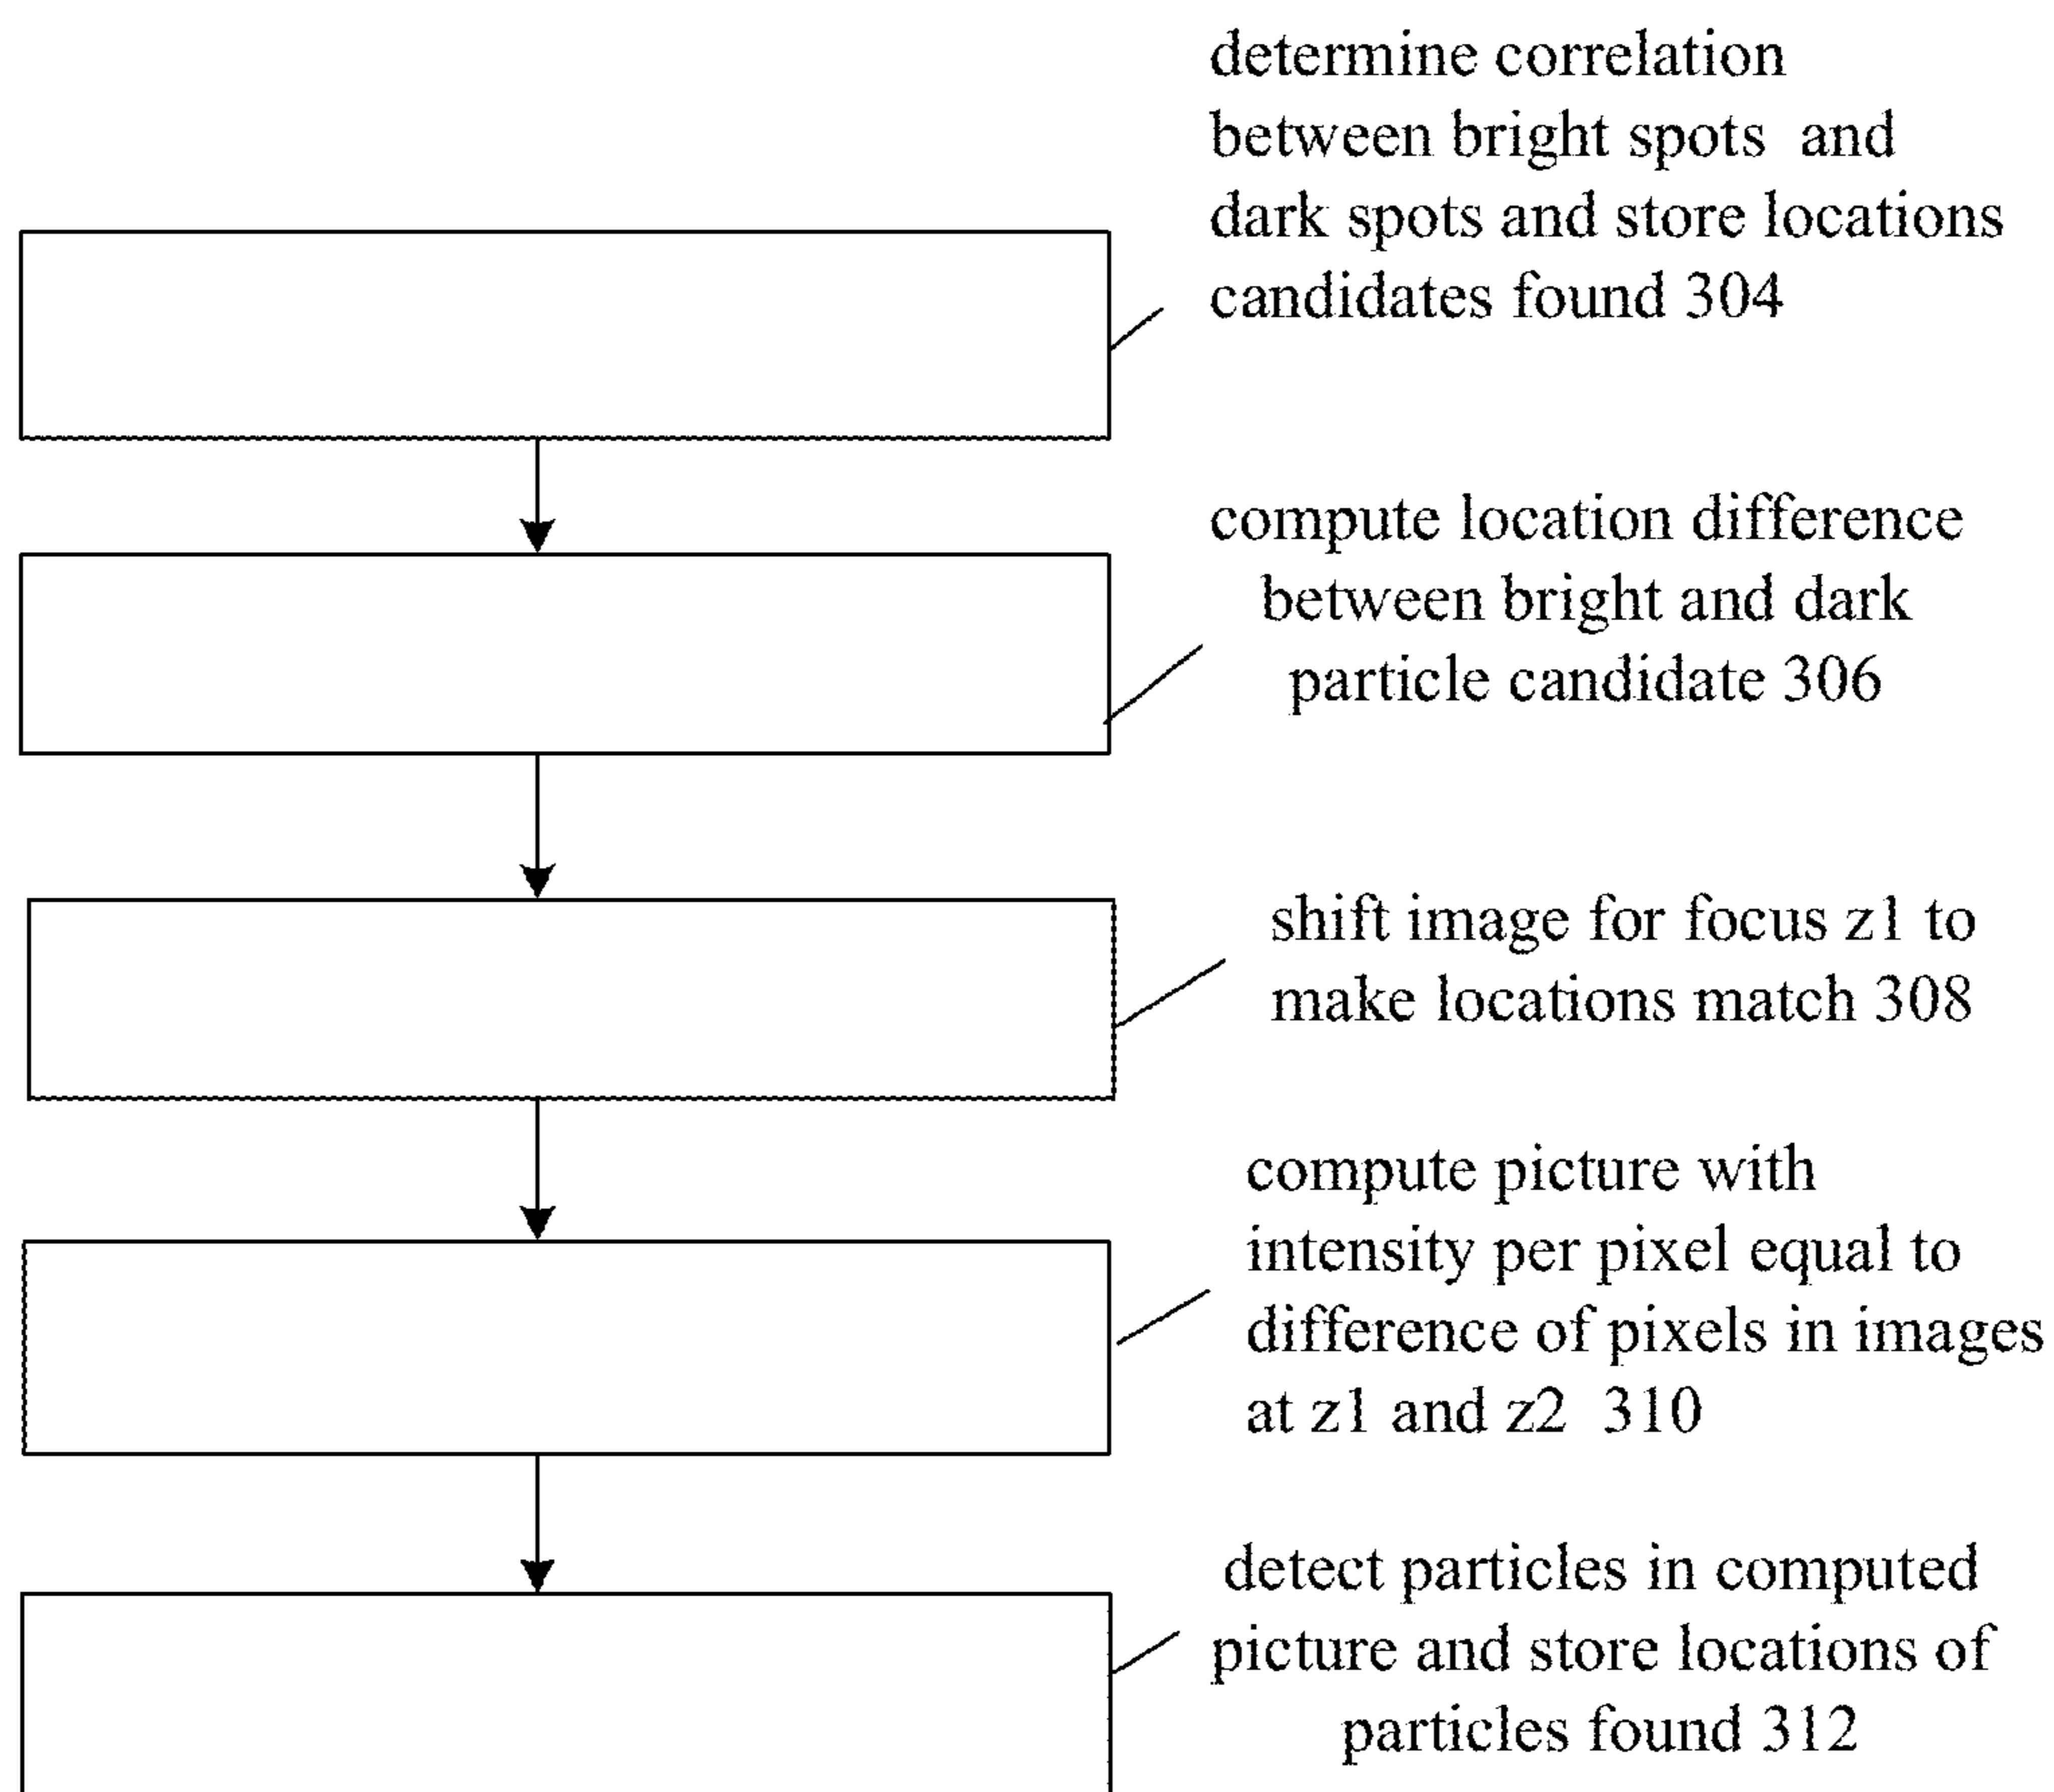 determine correlation
between bright spots and
dark spots and store locations
candidates found 304
compute location difference
between bright and dark
particle candidate 306
shift image for focus z1 to
make locations match 308
compute picture with
intensity per pixel equal to
difference of pixels in images
at z1 and z2 310
detect particles in computed
picture and store locations of
particles found 312